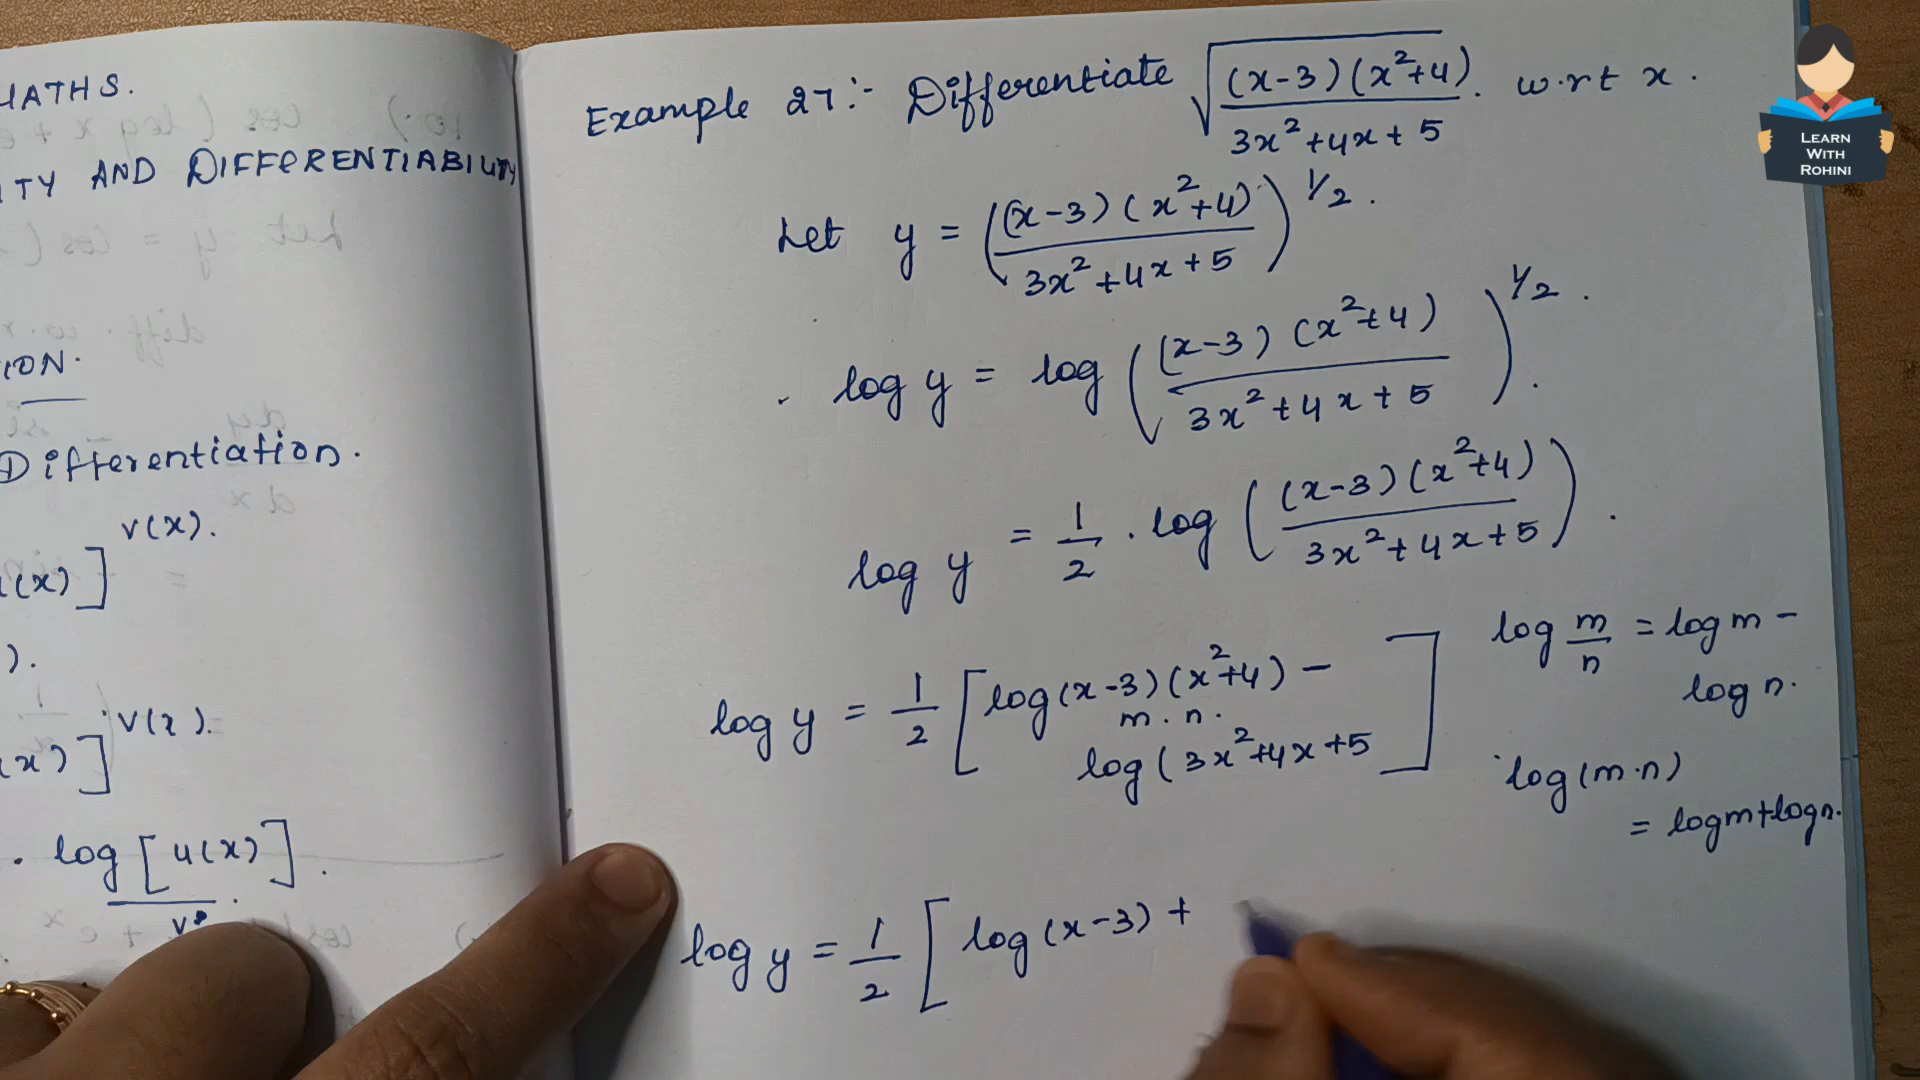 MATHS.
ITY AND DIFFERENTIABILITY
ION.
Differentiation.
v(x).
(x)]
).
v(x).
(x)]
. log [u(x)].
Example 27:- Differentiate √((x-3)(x²+4)/(3x²+4x+5)). w.r.t x.
Let y = ((x-3)(x²+4)/(3x²+4x+5))^1/2.
log y = log ((x-3)(x²+4)/(3x²+4x+5))^1/2.
log y = 1/2 . log ((x-3)(x²+4)/(3x²+4x+5)).
log y = 1/2 [log(x-3)(x²+4) -
m . n .
log(3x²+4x+5]
log m/n = log m -
log n.
log(m.n)
= logm+logn.
log y = 1/2 [log(x-3) +
LEARN
WITH
ROHINI